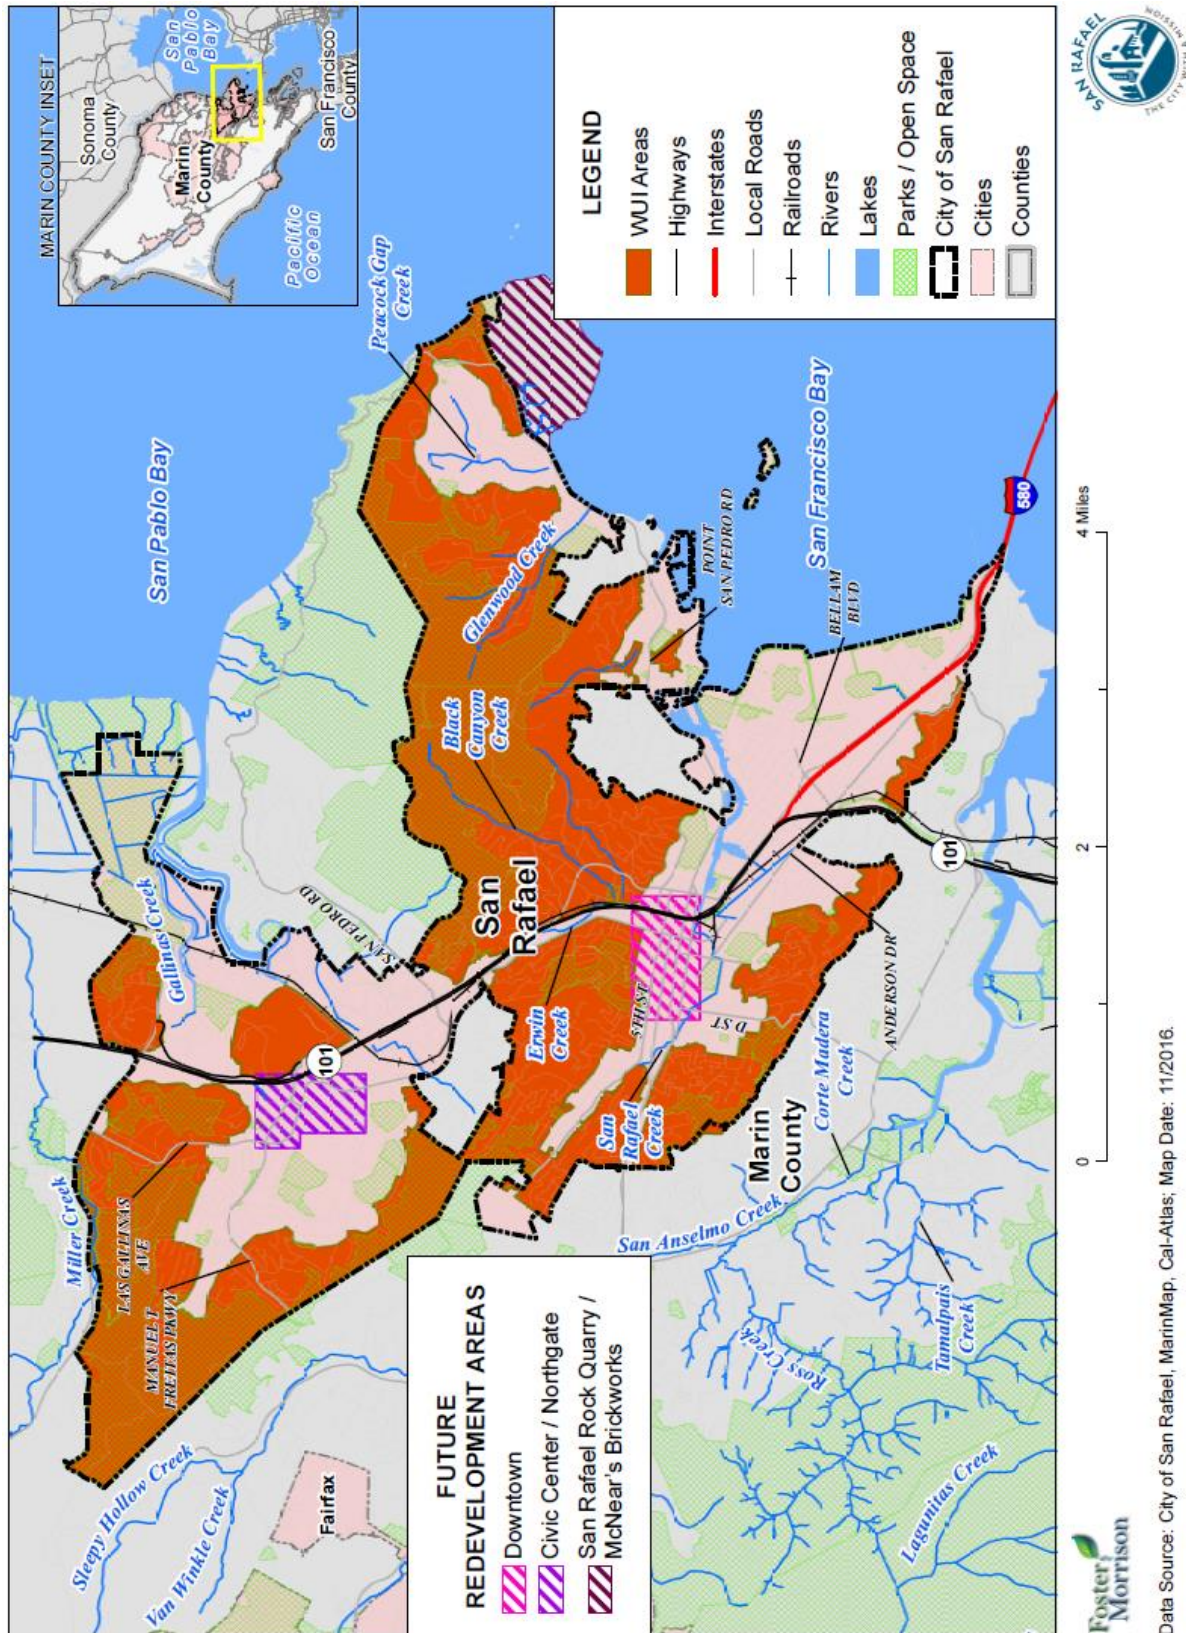 MARIN COUNTY INSET
Sonoma
County
San
Pablo
Bay
Marin
County
Pacific
Ocean
San Francisco
County
LEGEND
WUI Areas
Highways
Interstates
Local Roads
Railroads
Rivers
Lakes
Parks / Open Space
City of San Rafael
Cities
Counties
San Pablo Bay
Peacock Gap
Creek
Glenwood Creek
Black
Canyon
Creek
POINT
SAN PEDRO RD
San Francisco Bay
BELLAM
BLVD
580
Gallinas Creek
SAN PEDRO RD
San
Rafael
101
101
Miller Creek
LAS GALLINAS
AVE
MANUEL T
FREITAS PKWY
Erwin
Creek
5TH ST
D ST
San
Rafael
Creek
ANDERSON DR
Marin
County
Corte Madera
Creek
San Anselmo Creek
Ross Creek
Tamalpais
Creek
Lagunitas Creek
Sleepy Hollow Creek
Van Winkle Creek
Fairfax
FUTURE
REDEVELOPMENT AREAS
Downtown
Civic Center / Northgate
San Rafael Rock Quarry /
McNear's Brickworks
0
2
4 Miles
Foster
Morrison
Data Source: City of San Rafael, MarinMap, Cal-Atlas; Map Date: 11/2016.
SAN RAFAEL
THE CITY WITH A MISSION